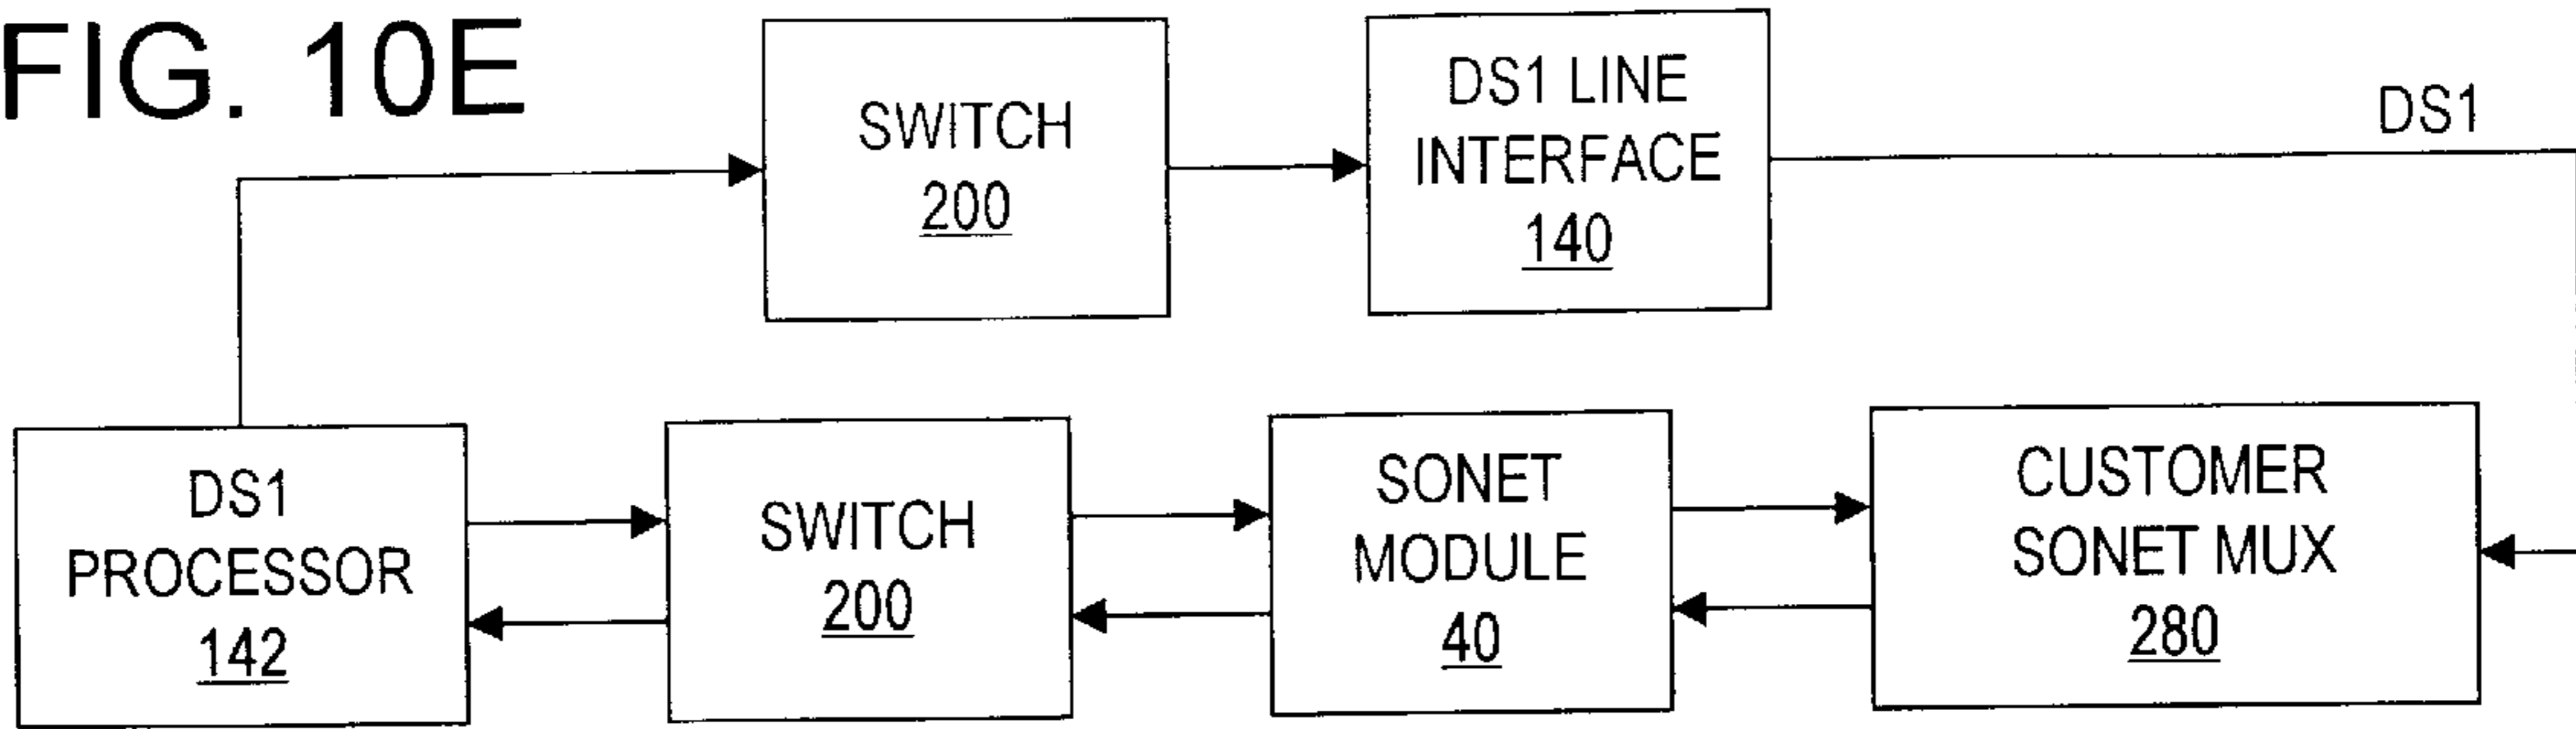 FIG. 10E
SWITCH
200
DS1 LINE
INTERFACE
140
DS1
DS1
PROCESSOR
142
SWITCH
200
SONET
MODULE
40
CUSTOMER
SONET MUX
280